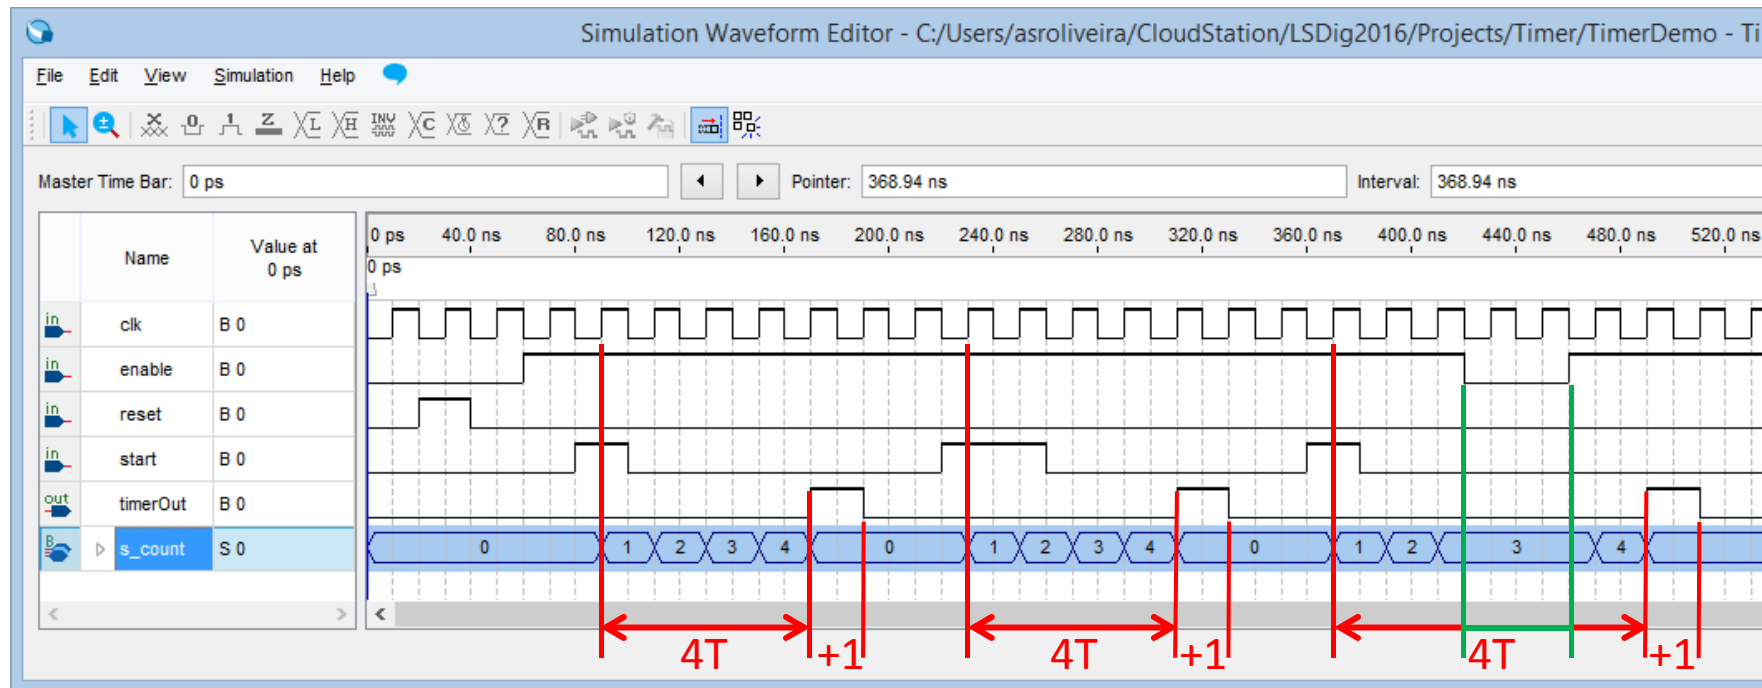 Simulation Waveform Editor - C:/Users/asroliveira/CloudStation/LSDig2016/Projects/Timer/TimerDemo - Ti
File Edit View Simulation Help
Master Time Bar: 0 ps Pointer: 368.94 ns Interval: 368.94 ns
Name Value at 0 ps
0 ps 40.0 ns 80.0 ns 120.0 ns 160.0 ns 200.0 ns 240.0 ns 280.0 ns 320.0 ns 360.0 ns 400.0 ns 440.0 ns 480.0 ns 520.0 ns
0 ps
in clk B 0
in enable B 0
in reset B 0
in start B 0
out timerOut B 0
B s_count S 0 0 1 2 3 4 0 1 2 3 4 0 1 2 3 4
4T +1 4T +1 4T +1